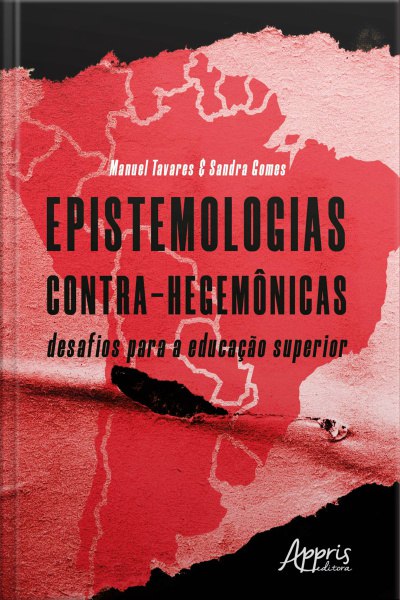 Manuel Tavares & Sandra Gomes
EPISTEMOLOGIAS
CONTRA-HEGEMÔNICAS
desafios para a educação superior
Appris
editora